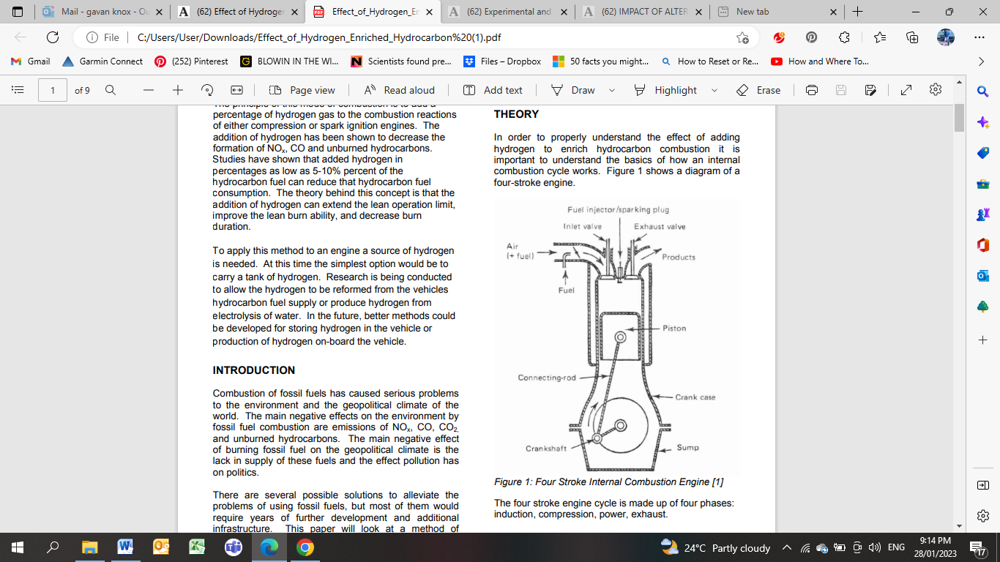 Mail - gavan knox - Ou
(62) Effect of Hydroger
Effect_of_Hydrogen_En
(62) Experimental and
(62) IMPACT OF ALTER
New tab
File
C:/Users/User/Downloads/Effect_of_Hydrogen_Enriched_Hydrocarbon%20(1).pdf
Gmail
Garmin Connect
(252) Pinterest
BLOWIN IN THE WI...
Scientists found pre...
Files – Dropbox
50 facts you might...
How to Reset or Re...
How and Where To...
1 of 9
Page view
Read aloud
Add text
Draw
Highlight
Erase
The principle of this mode of combustion is to add a
percentage of hydrogen gas to the combustion reactions
of either compression or spark ignition engines. The
addition of hydrogen has been shown to decrease the
formation of NOx, CO and unburned hydrocarbons.
Studies have shown that added hydrogen in
percentages as low as 5-10% percent of the
hydrocarbon fuel can reduce that hydrocarbon fuel
consumption. The theory behind this concept is that the
addition of hydrogen can extend the lean operation limit,
improve the lean burn ability, and decrease burn
duration.
To apply this method to an engine a source of hydrogen
is needed. At this time the simplest option would be to
carry a tank of hydrogen. Research is being conducted
to allow the hydrogen to be reformed from the vehicles
hydrocarbon fuel supply or produce hydrogen from
electrolysis of water. In the future, better methods could
be developed for storing hydrogen in the vehicle or
production of hydrogen on-board the vehicle.
INTRODUCTION
Combustion of fossil fuels has caused serious problems
to the environment and the geopolitical climate of the
world. The main negative effects on the environment by
fossil fuel combustion are emissions of NOx, CO, CO2,
and unburned hydrocarbons. The main negative effect
of burning fossil fuel on the geopolitical climate is the
lack in supply of these fuels and the effect pollution has
on politics.
There are several possible solutions to alleviate the
problems of using fossil fuels, but most of them would
require years of further development and additional
infrastructure. This paper will look at a method of
THEORY
In order to properly understand the effect of adding
hydrogen to enrich hydrocarbon combustion it is
important to understand the basics of how an internal
combustion cycle works. Figure 1 shows a diagram of a
four-stroke engine.
Fuel injector/sparking plug
Inlet valve
Exhaust valve
Air
(+ fuel)
Products
Fuel
Piston
Connecting-rod
Crank case
Crankshaft
Sump
Figure 1: Four Stroke Internal Combustion Engine [1]
The four stroke engine cycle is made up of four phases:
induction, compression, power, exhaust.
24°C Partly cloudy
ENG
9:14 PM
28/01/2023
17